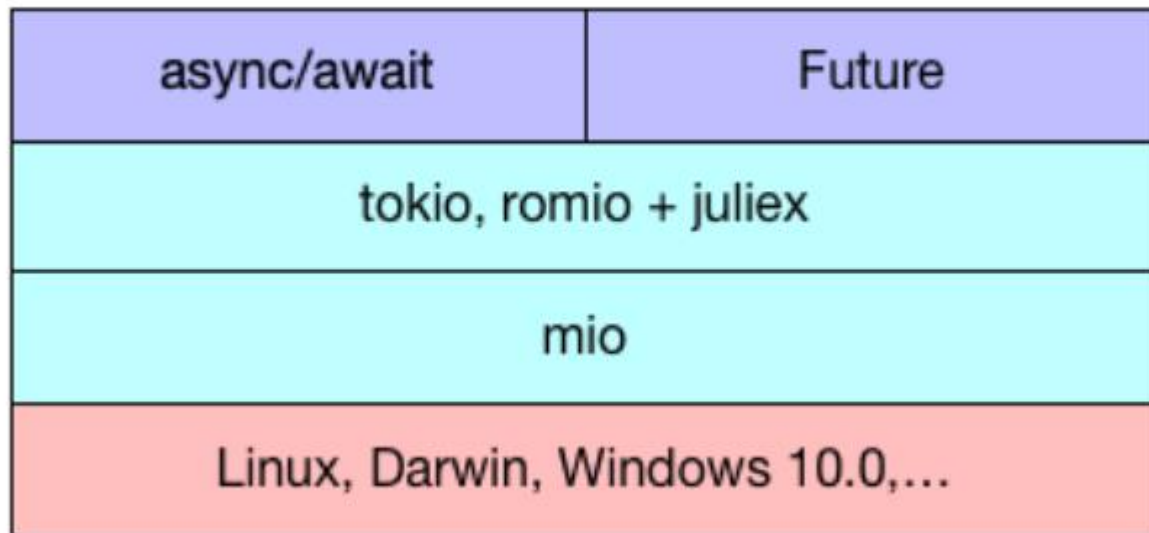 async/await
Future
tokio, romio + juliex
mio
Linux, Darwin, Windows 10.0,...